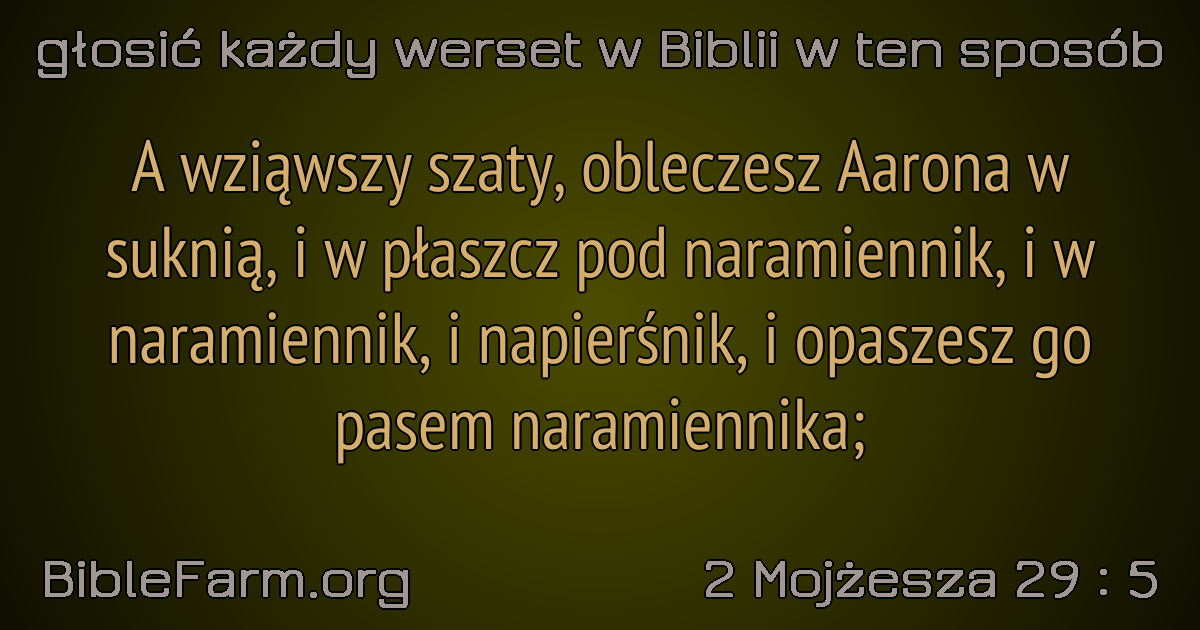 głosić każdy werset w Biblii w ten sposób
A wziąwszy szaty, obleczesz Aarona w
suknią, i w płaszcz pod naramiennik, i w
naramiennik, i napierśnik, i opaszesz go
pasem naramiennika;
BibleFarm.org
2 Mojżesza 29 : 5